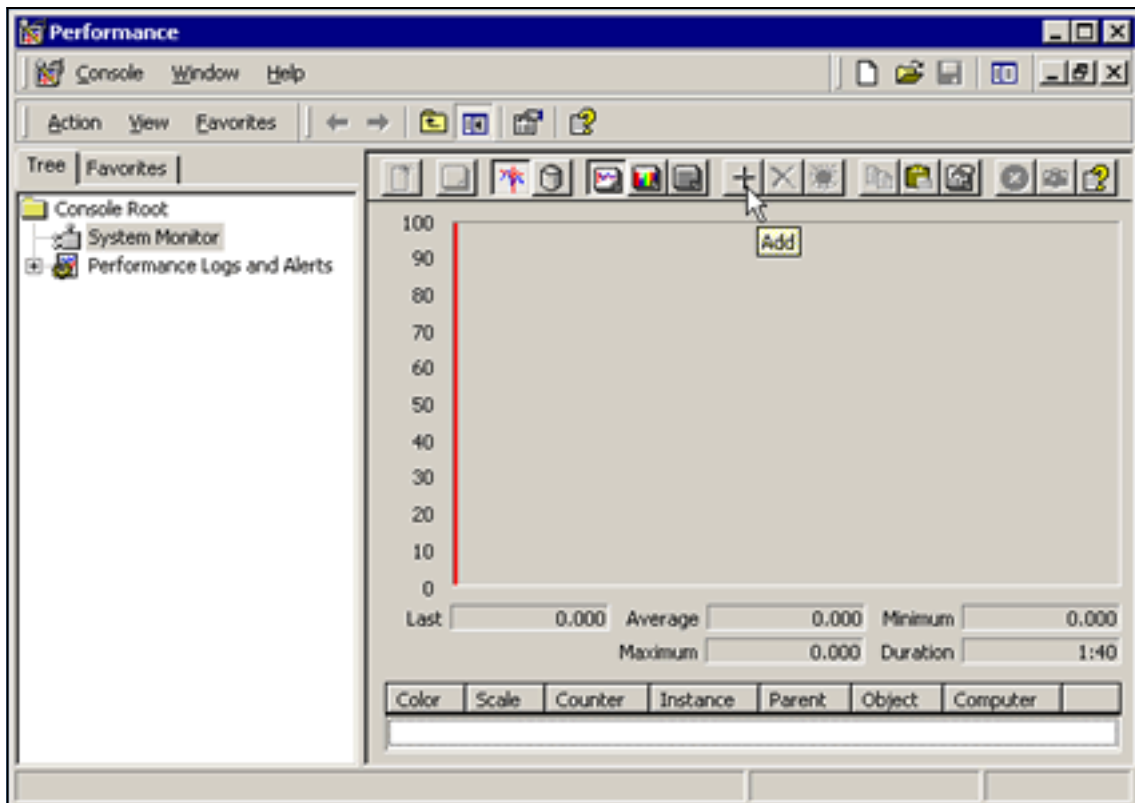 Performance
Console Window Help
Action View Favorites
Tree Favorites
Console Root
System Monitor
Performance Logs and Alerts
Add
100
90
80
70
60
50
40
30
20
10
0
Last 0.000 Average 0.000 Minimum 0.000
Maximum 0.000 Duration 1:40
Color Scale Counter Instance Parent Object Computer